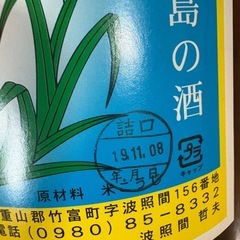 島の酒
詰口
19.11.08
年月日
キャップ
原材料 米
重山郡竹富町字波照間156番地
電話(0980)85-8332
波照間 哲夫